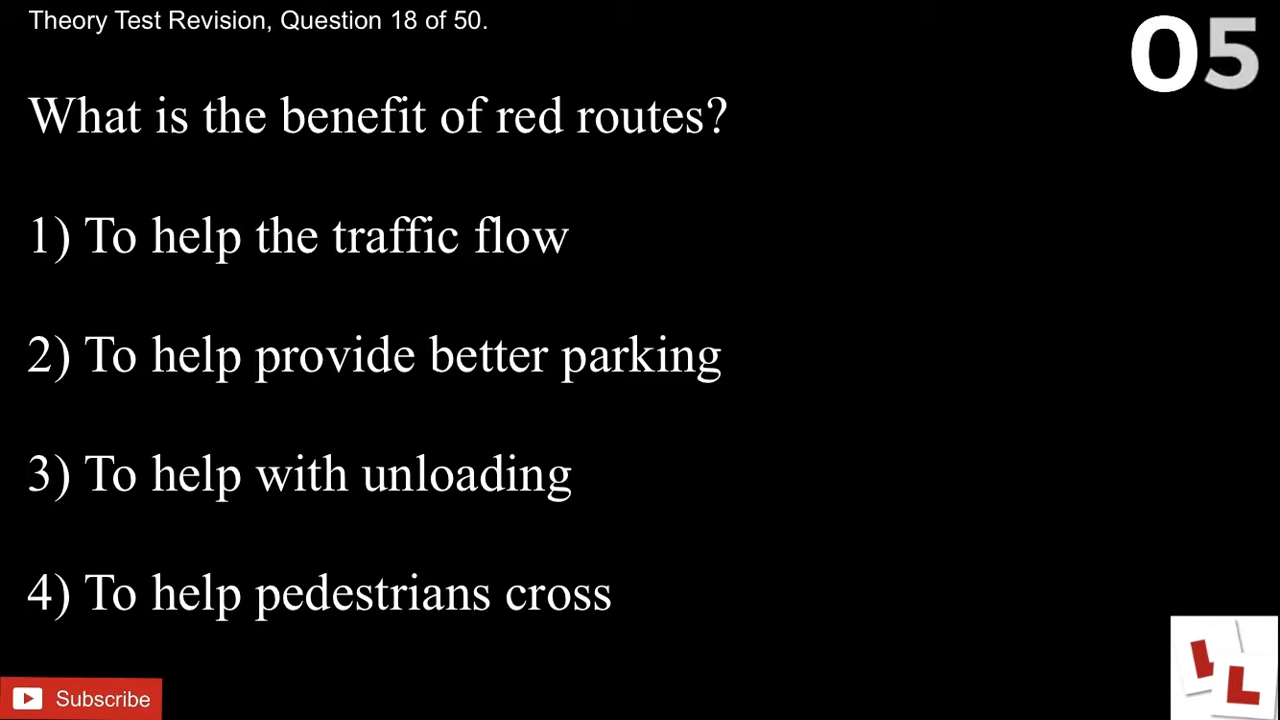 Theory Test Revision, Question 18 of 50.
05
What is the benefit of red routes?
1) To help the traffic flow
2) To help provide better parking
3) To help with unloading
4) To help pedestrians cross
L L
Subscribe